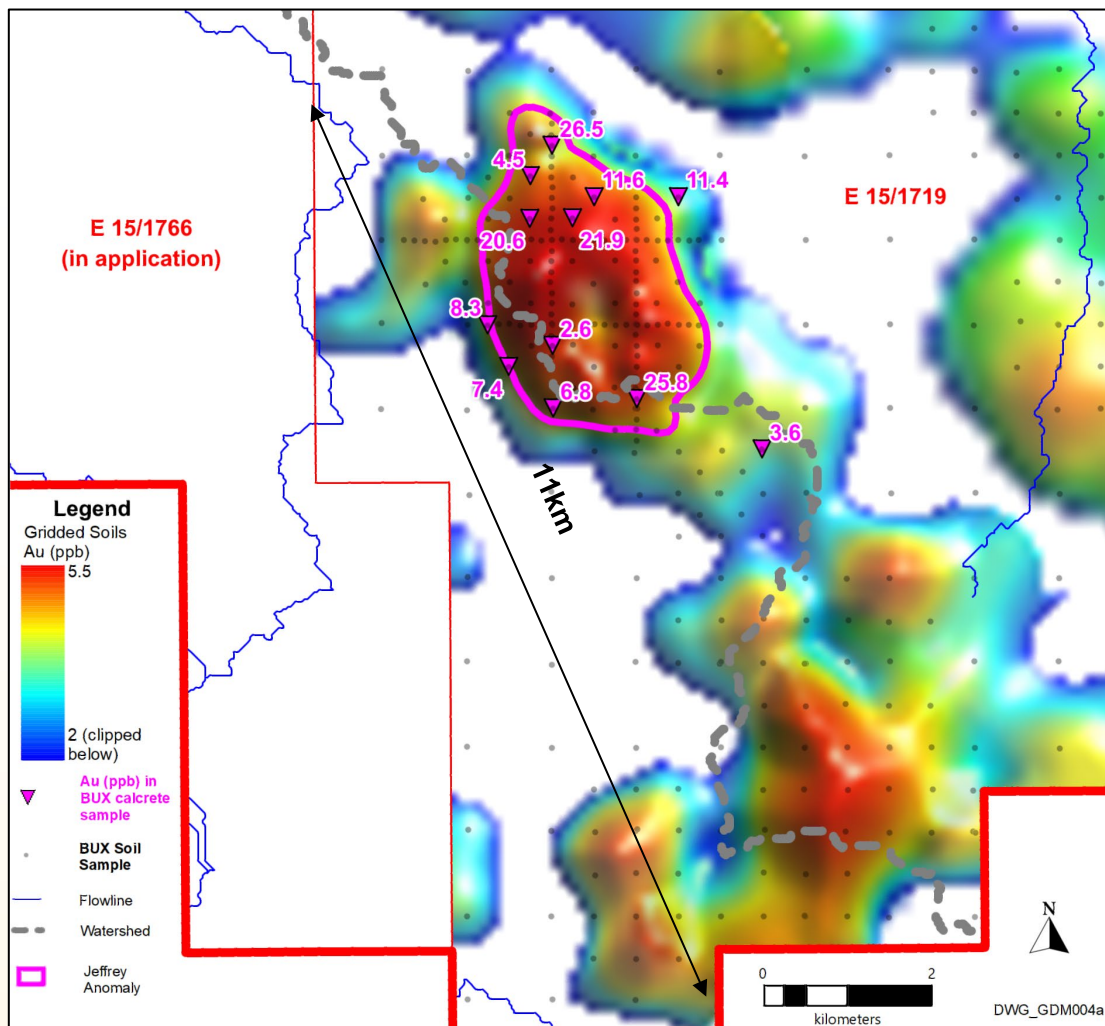 26.5
4.5
11.6
11.4
E 15/1766
(in application)
E 15/1719
20.6
21.9
8.3
2.6
7.4
6.8
25.8
3.6
11km
Legend
Gridded Soils
Au (ppb)
5.5
2 (clipped
below)
Au (ppb) in
BUX calcrete
sample
BUX Soil
Sample
Flowline
Watershed
Jeffrey
Anomaly
N
0
2
kilometers
DWG_GDM004a